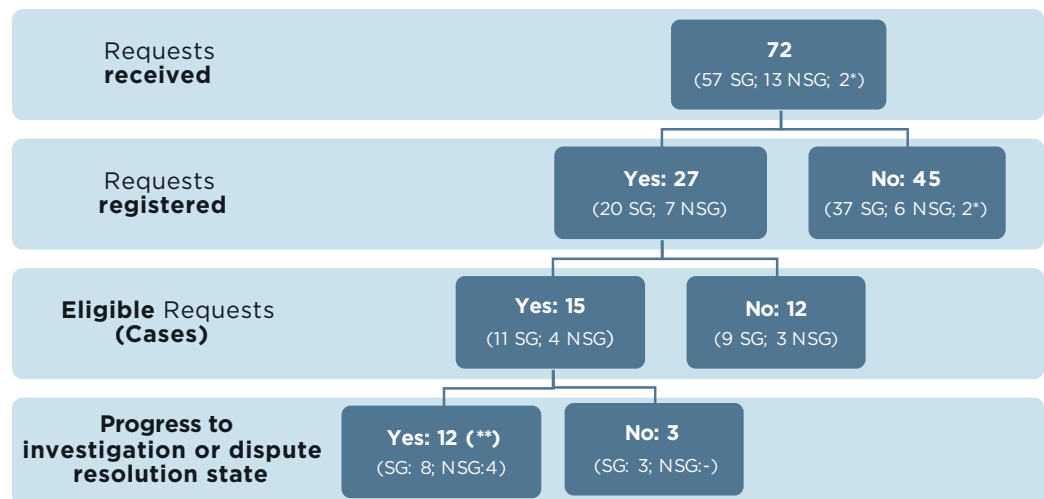 Requests
received
72
(57 SG; 13 NSG; 2*)
Requests
registered
Yes: 27
(20 SG; 7 NSG)
No: 45
(37 SG; 6 NSG; 2*)
Eligible Requests
(Cases)
Yes: 15
(11 SG; 4 NSG)
No: 12
(9 SG; 3 NSG)
Progress to
investigation or dispute
resolution state
Yes: 12 (**)
(SG: 8; NSG:4)
No: 3
(SG: 3; NSG:-)